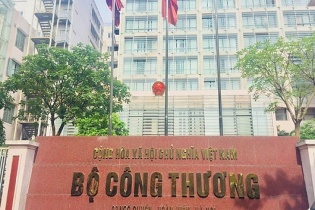 CỘNG HÒA XÃ HỘI CHỦ NGHĨA VIỆT NAM
BỘ CÔNG THƯƠNG